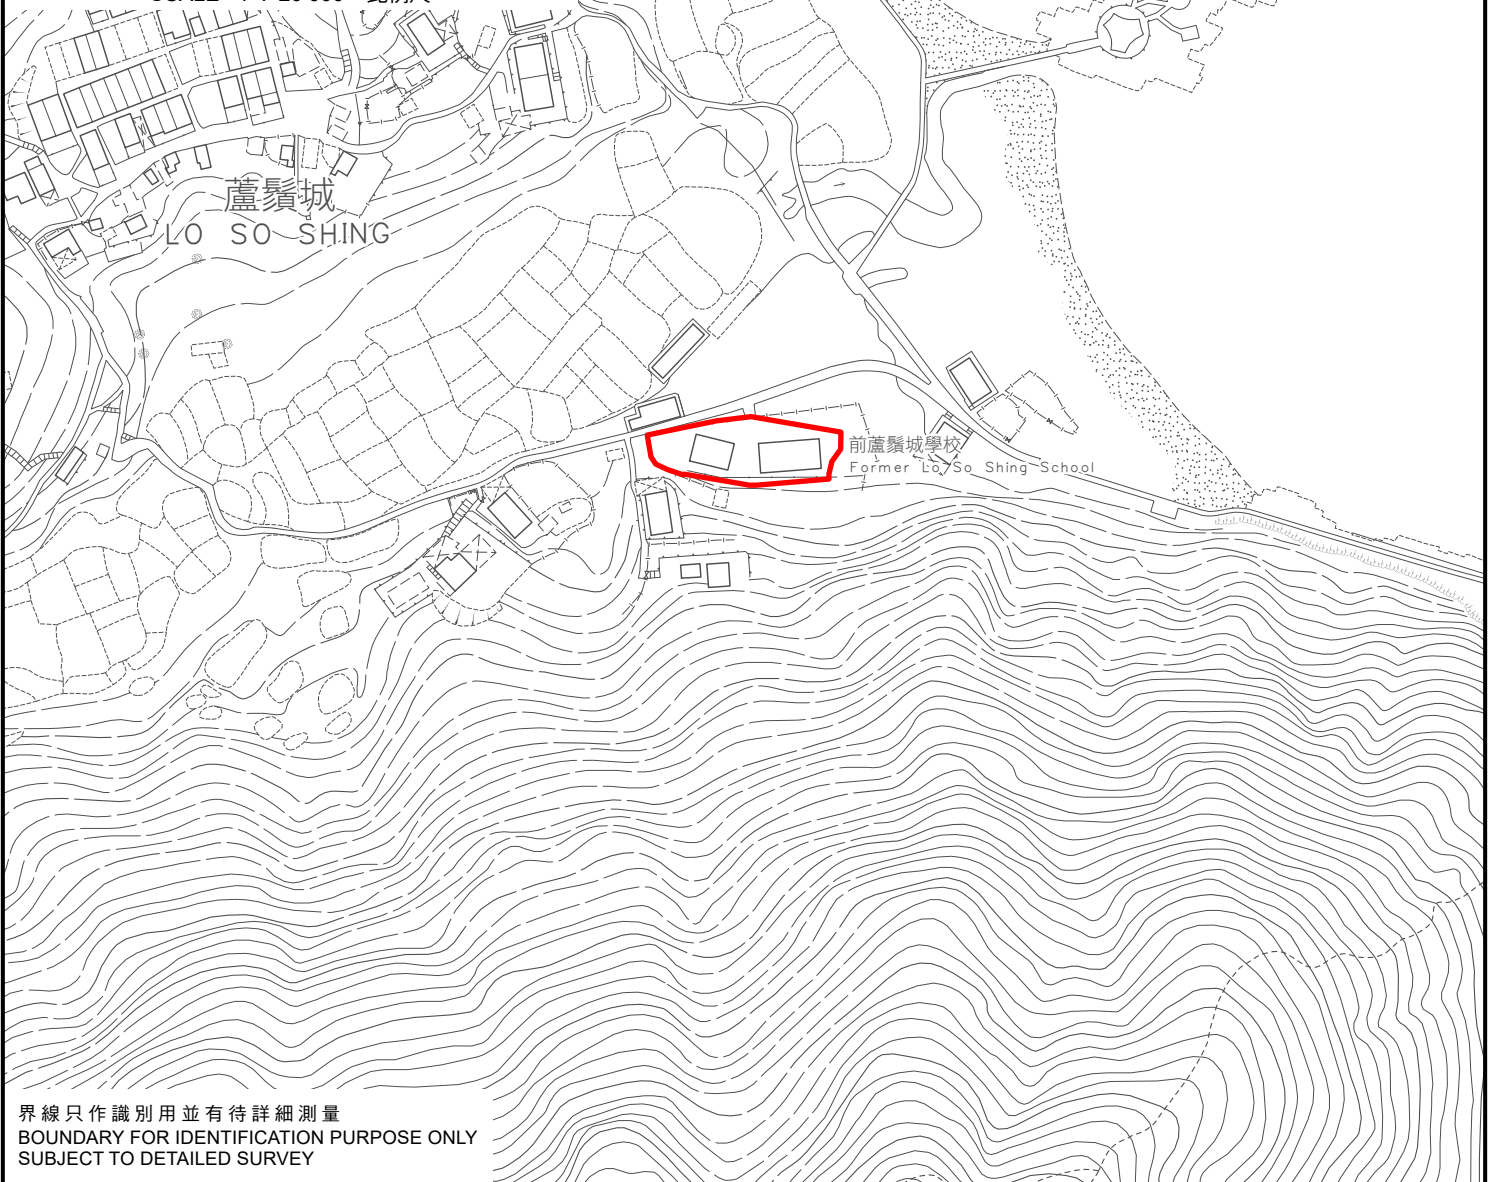 蘆鬚城
LO SO SHING
前蘆鬚城學校
Former Lo So Shing School
界線只作識別用並有待詳細測量
BOUNDARY FOR IDENTIFICATION PURPOSE ONLY
SUBJECT TO DETAILED SURVEY